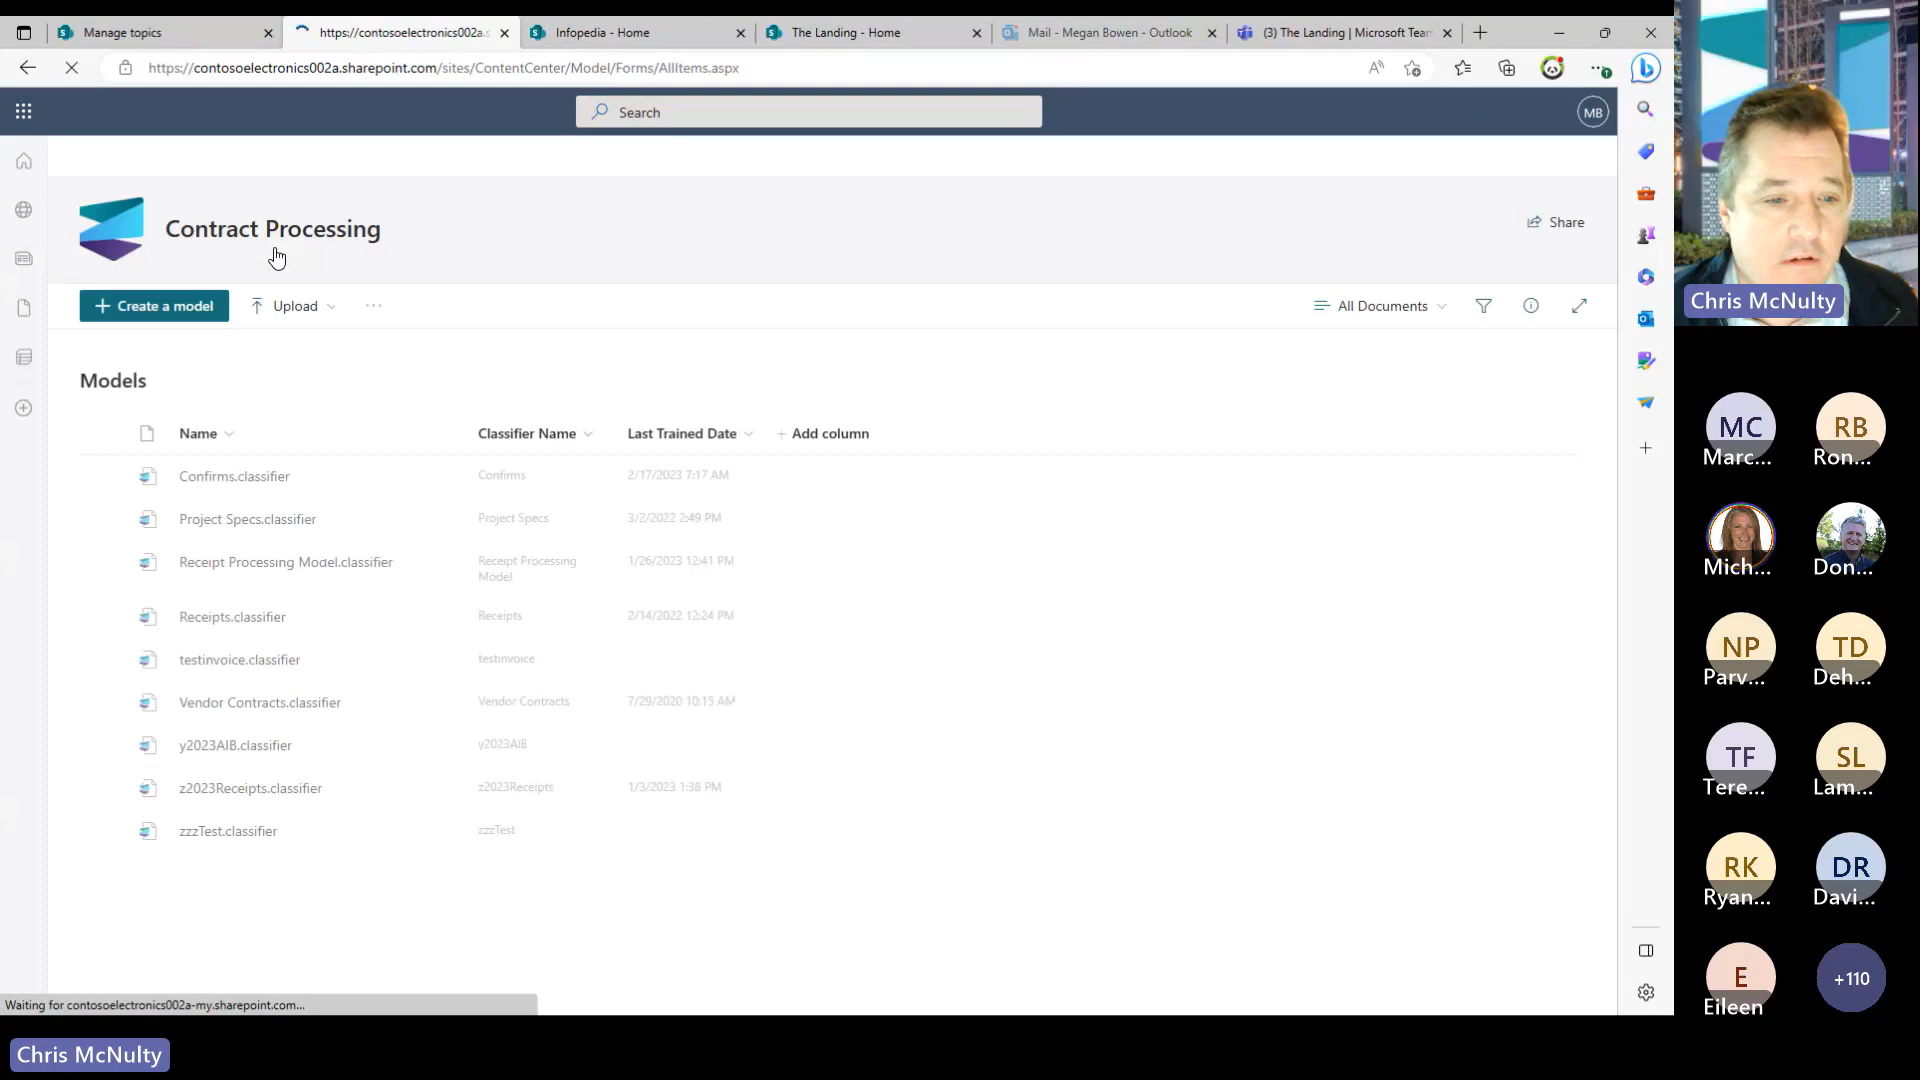 Manage topics
https://contosoelectronics002a.s
Infopedia - Home
The Landing - Home
Mail - Megan Bowen - Outlook
(3) The Landing | Microsoft Team
https://contosoelectronics002a.sharepoint.com/sites/ContentCenter/Model/Forms/AllItems.aspx
Search
MB
Contract Processing
Share
Create a model
Upload
All Documents
Models
Name
Classifier Name
Last Trained Date
Add column
Confirms.classifier
Confirms
2/17/2023 7:17 AM
Project Specs.classifier
Project Specs
3/2/2022 2:49 PM
Receipt Processing Model.classifier
Receipt Processing
Model
1/26/2023 12:41 PM
Receipts.classifier
Receipts
2/14/2022 12:24 PM
testinvoice.classifier
testinvoice
Vendor Contracts.classifier
Vendor Contracts
7/29/2020 10:15 AM
y2023AIB.classifier
y2023AIB
z2023Receipts.classifier
z2023Receipts
1/3/2023 1:38 PM
zzzTest.classifier
zzzTest
Waiting for contosoelectronics002a-my.sharepoint.com...
Chris McNulty
Chris McNulty
MC
Marc...
RB
Ron...
Mich...
Don...
NP
Parv...
TD
Deh...
TF
Tere...
SL
Lam...
RK
Ryan...
DR
Davi...
E
Eileen
+110